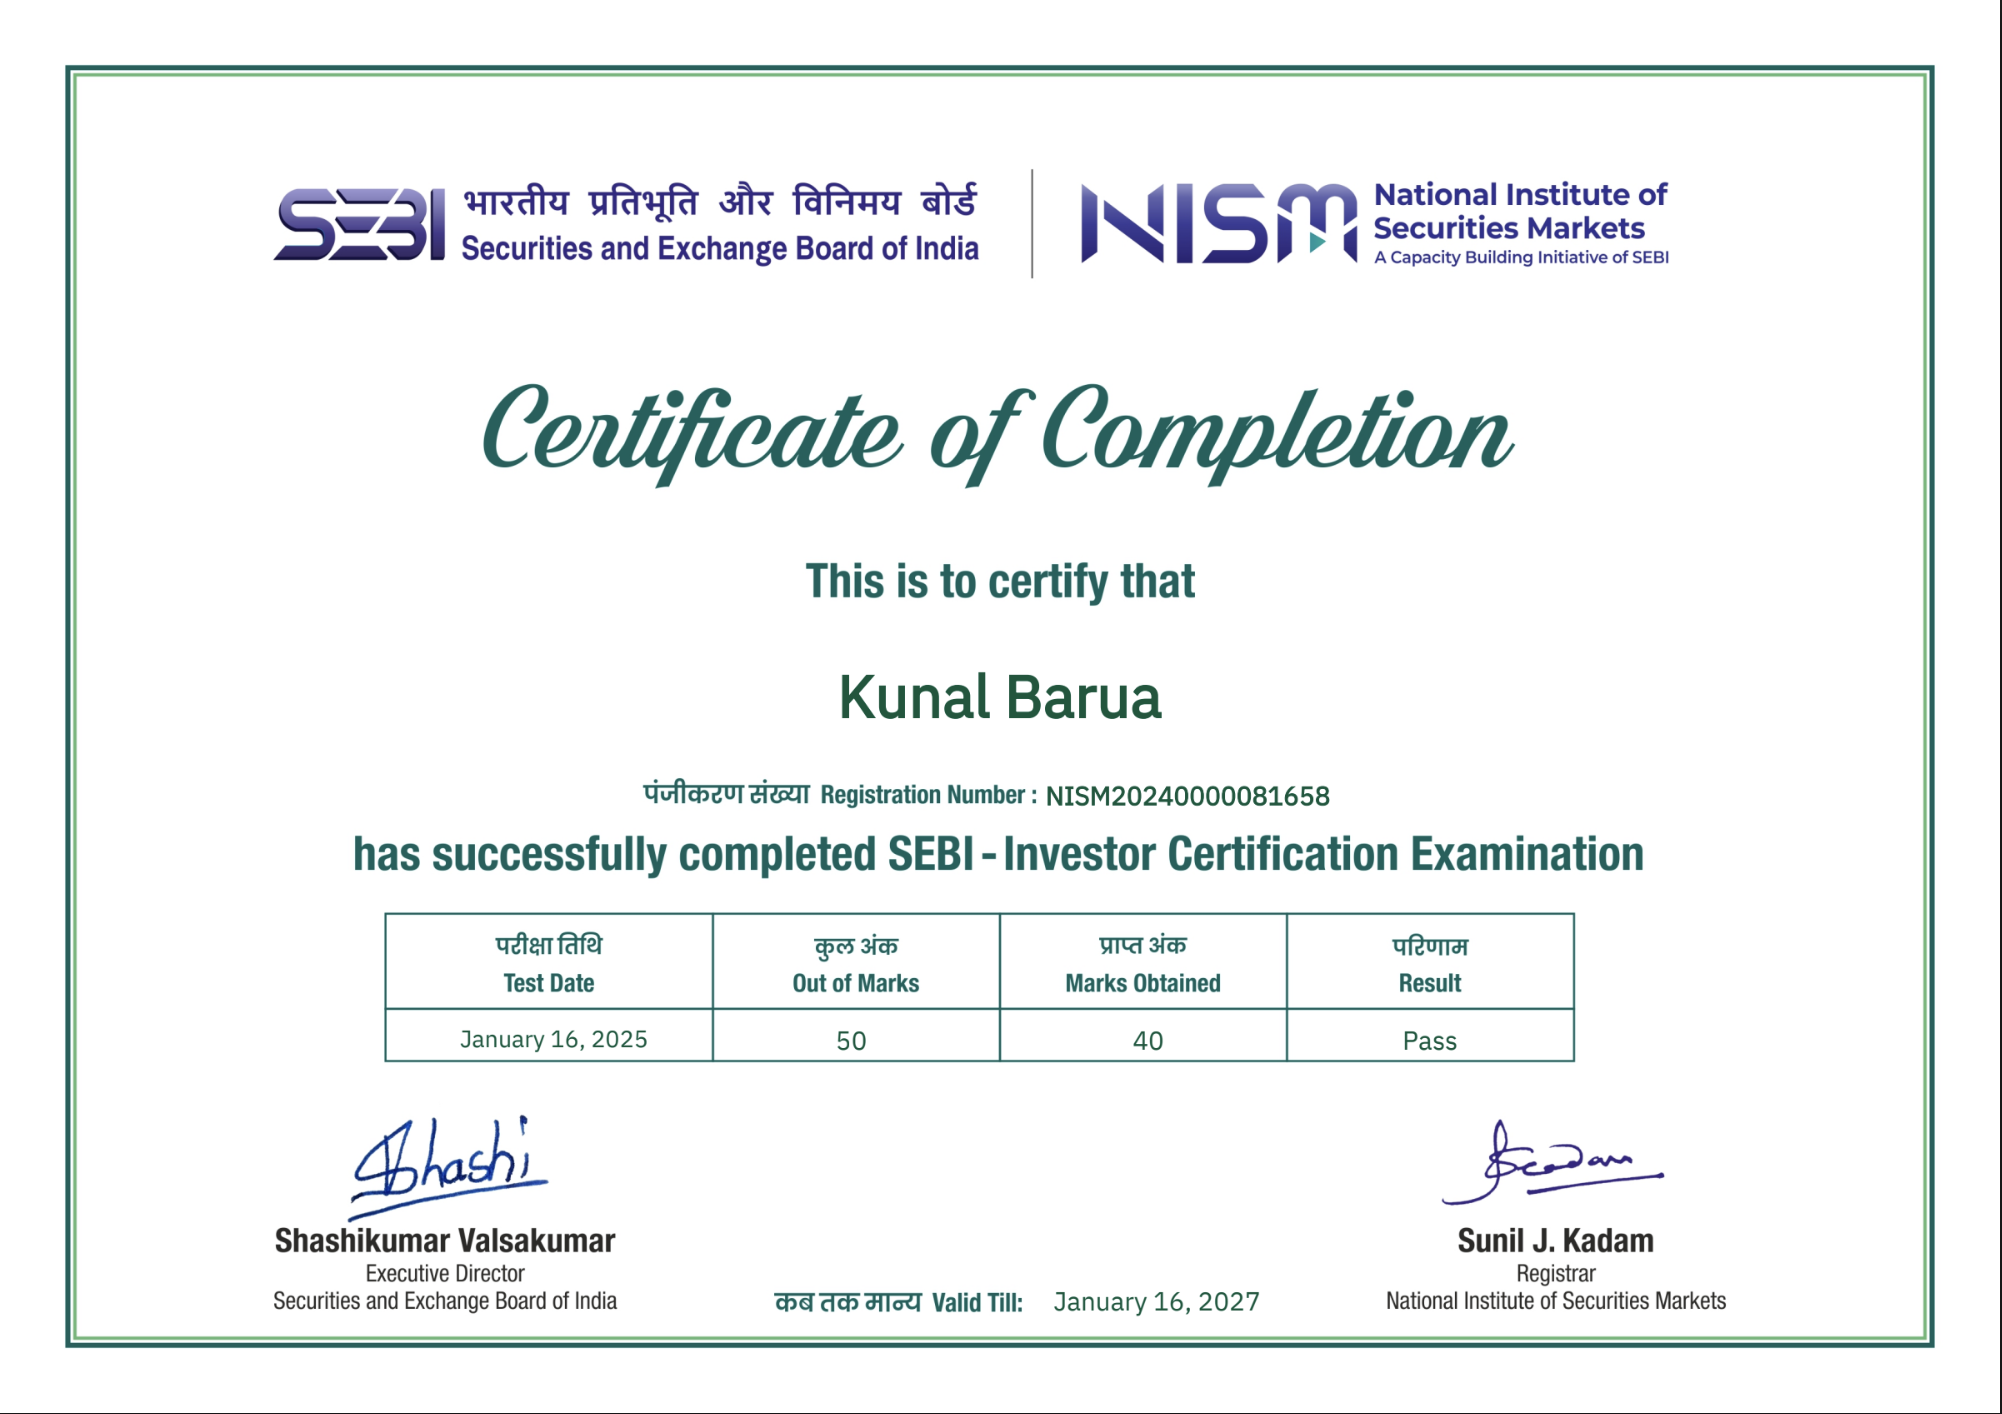 SEBI भारतीय प्रतिभूति और विनिमय बोर्ड
Securities and Exchange Board of India
NISM National Institute of
Securities Markets
A Capacity Building Initiative of SEBI
Certificate of Completion
This is to certify that
Kunal Barua
पंजीकरण संख्या Registration Number : NISM20240000081658
has successfully completed SEBI - Investor Certification Examination
परीक्षा तिथि कुल अंक प्राप्त अंक परिणाम
Test Date Out of Marks Marks Obtained Result
January 16, 2025 50 40 Pass
Shashi
Shashikumar Valsakumar
Executive Director
Securities and Exchange Board of India
कब तक मान्य Valid Till: January 16, 2027
Skadam
Sunil J. Kadam
Registrar
National Institute of Securities Markets